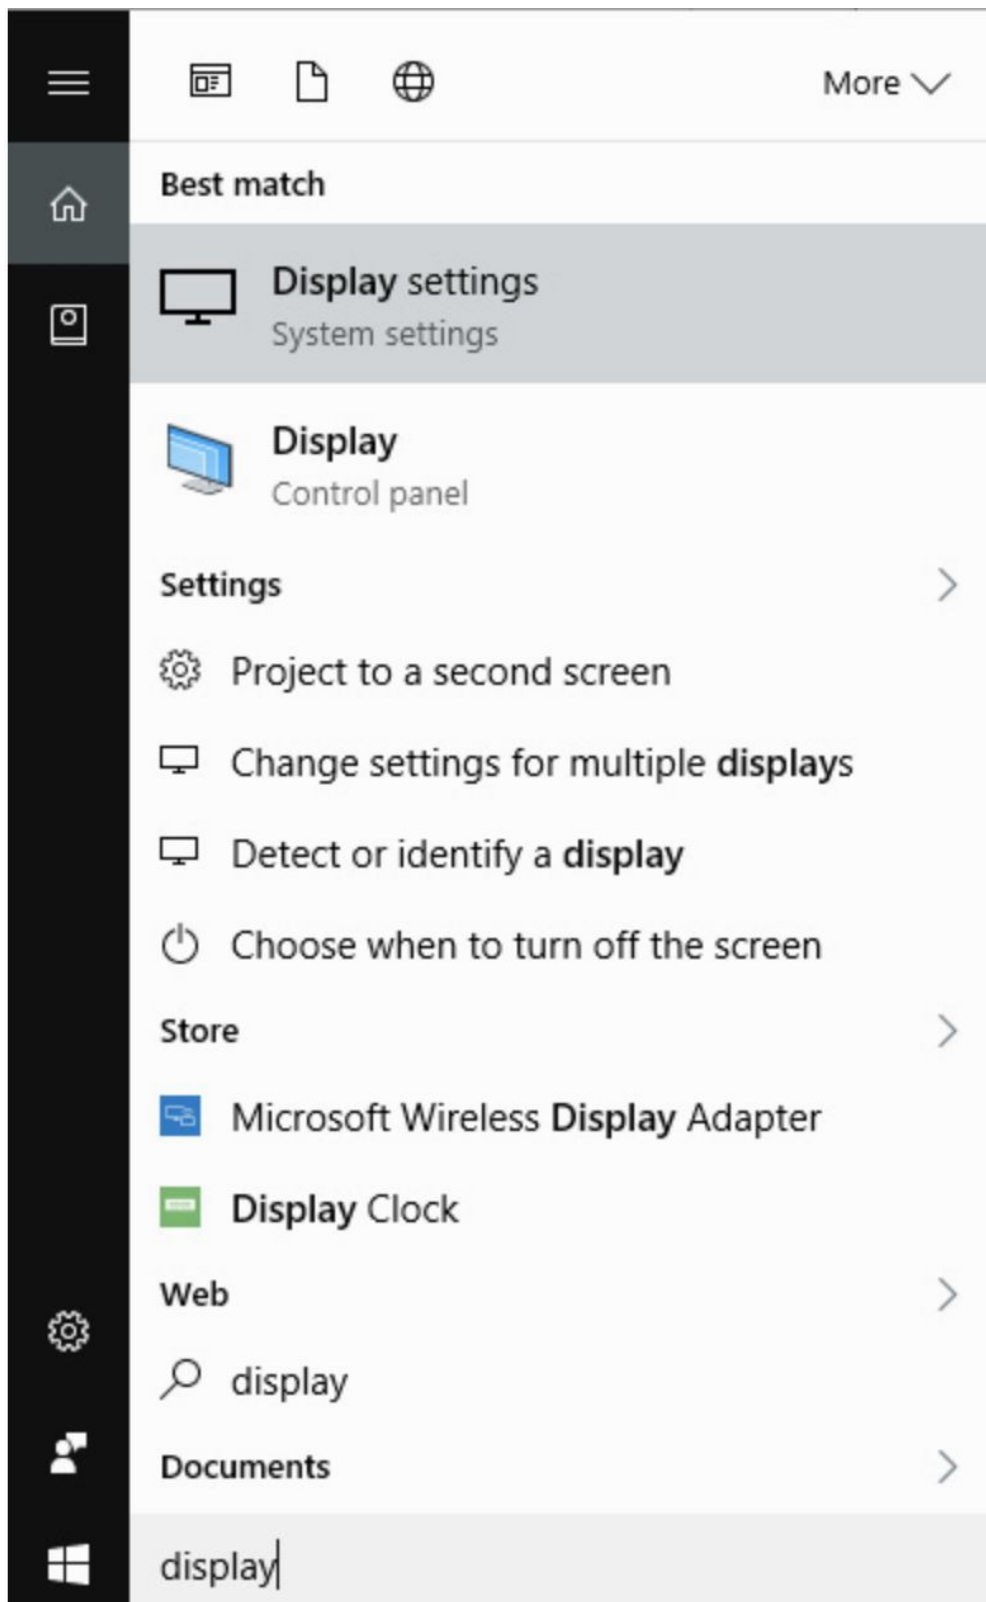 More
Best match
Display settings
System settings
Display
Control panel
Settings
Project to a second screen
Change settings for multiple displays
Detect or identify a display
Choose when to turn off the screen
Store
Microsoft Wireless Display Adapter
Display Clock
Web
display
Documents
display